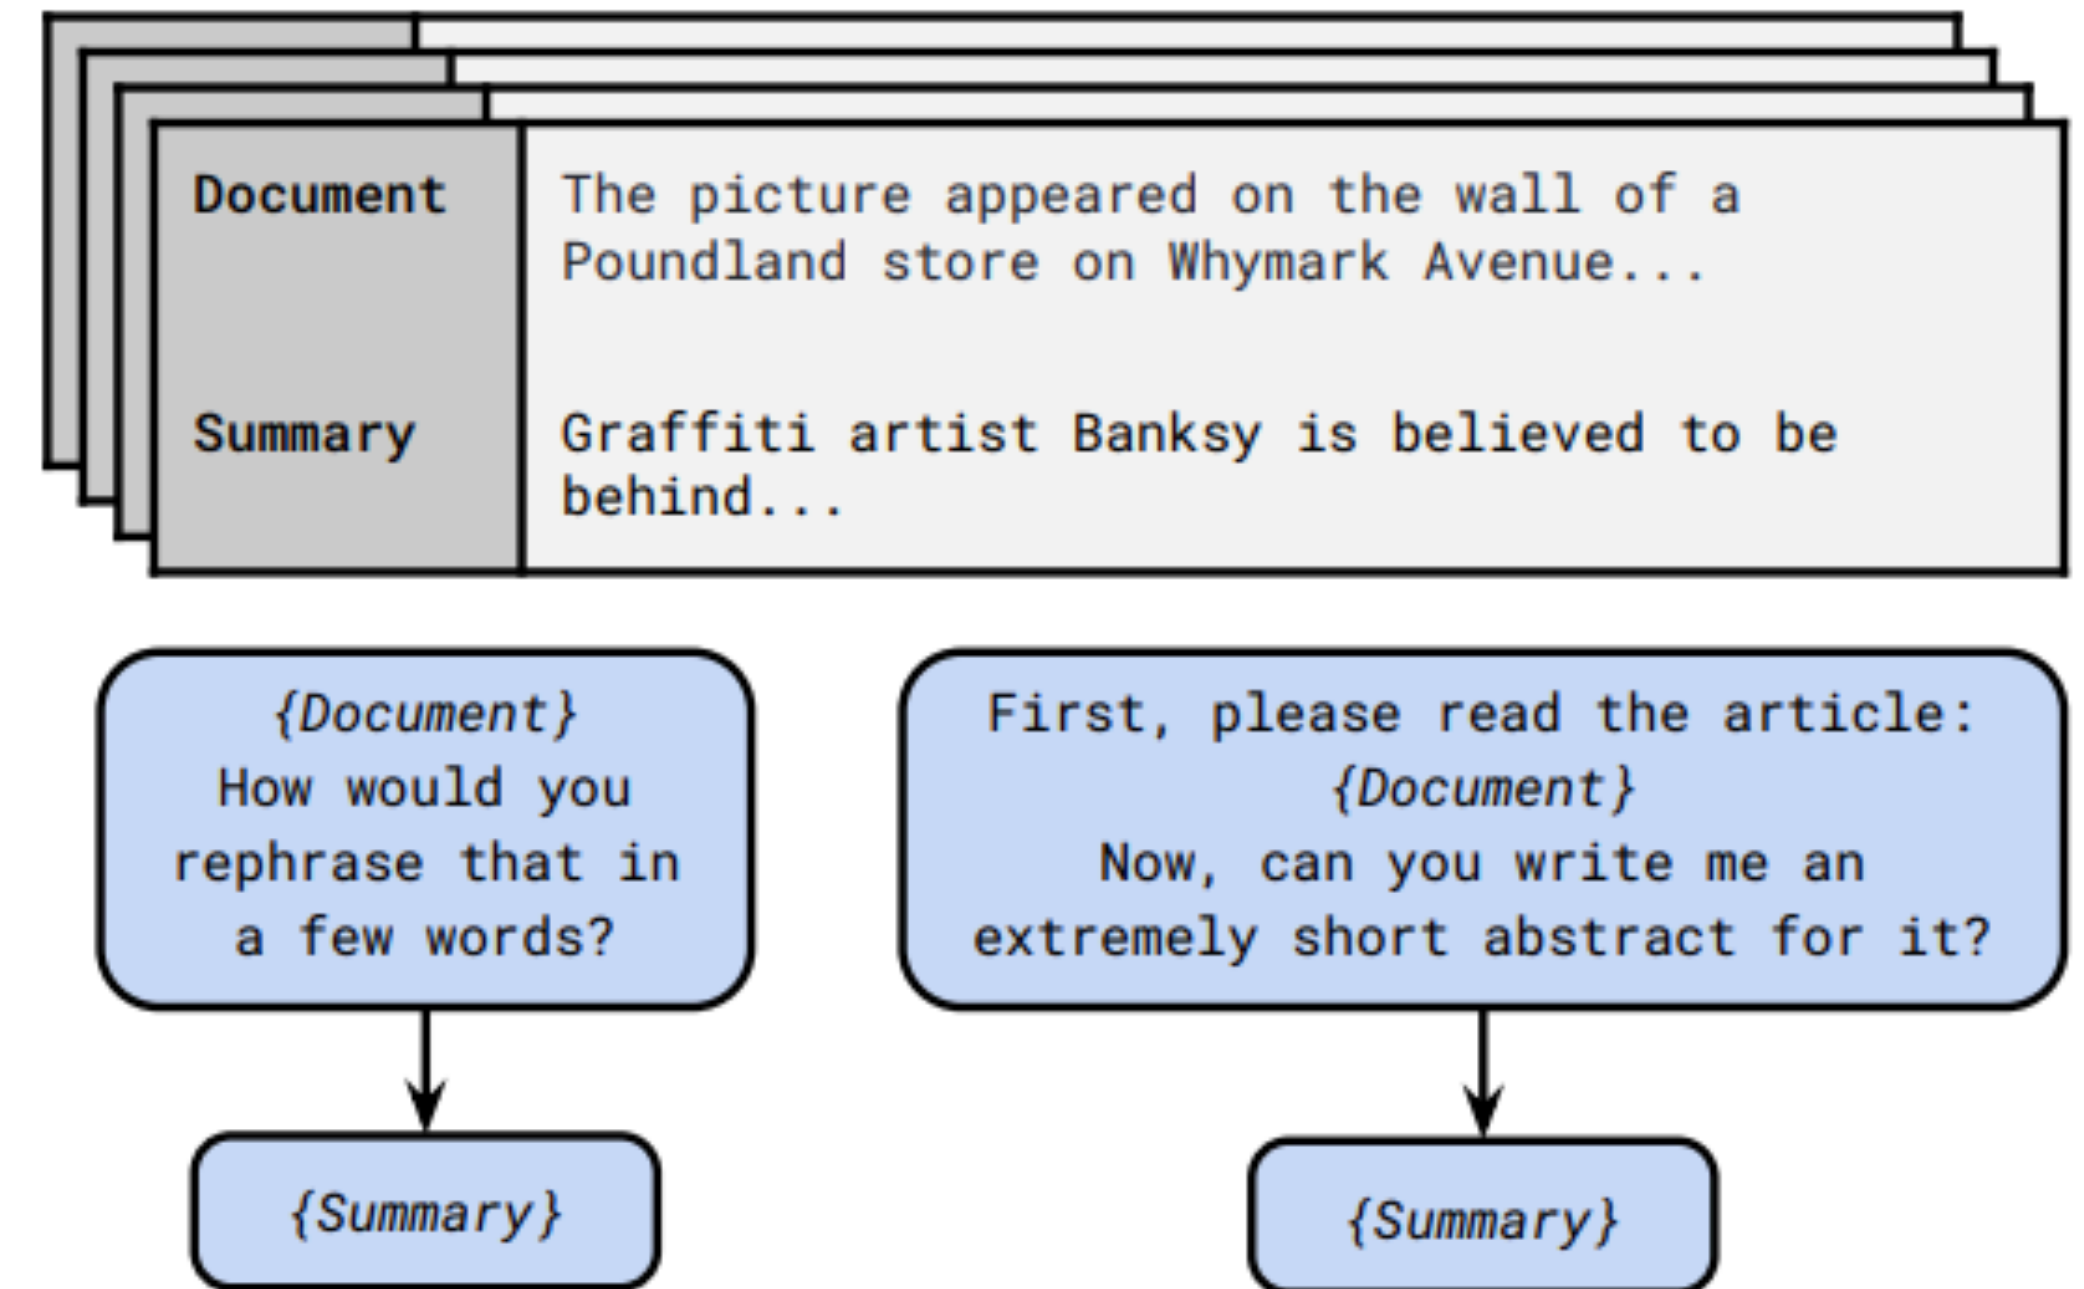 Document
The picture appeared on the wall of a
Poundland store on Whymark Avenue...
Summary
Graffiti artist Banksy is believed to be
behind...
{Document}
How would you
rephrase that in
a few words?
{Summary}
First, please read the article:
{Document}
Now, can you write me an
extremely short abstract for it?
{Summary}